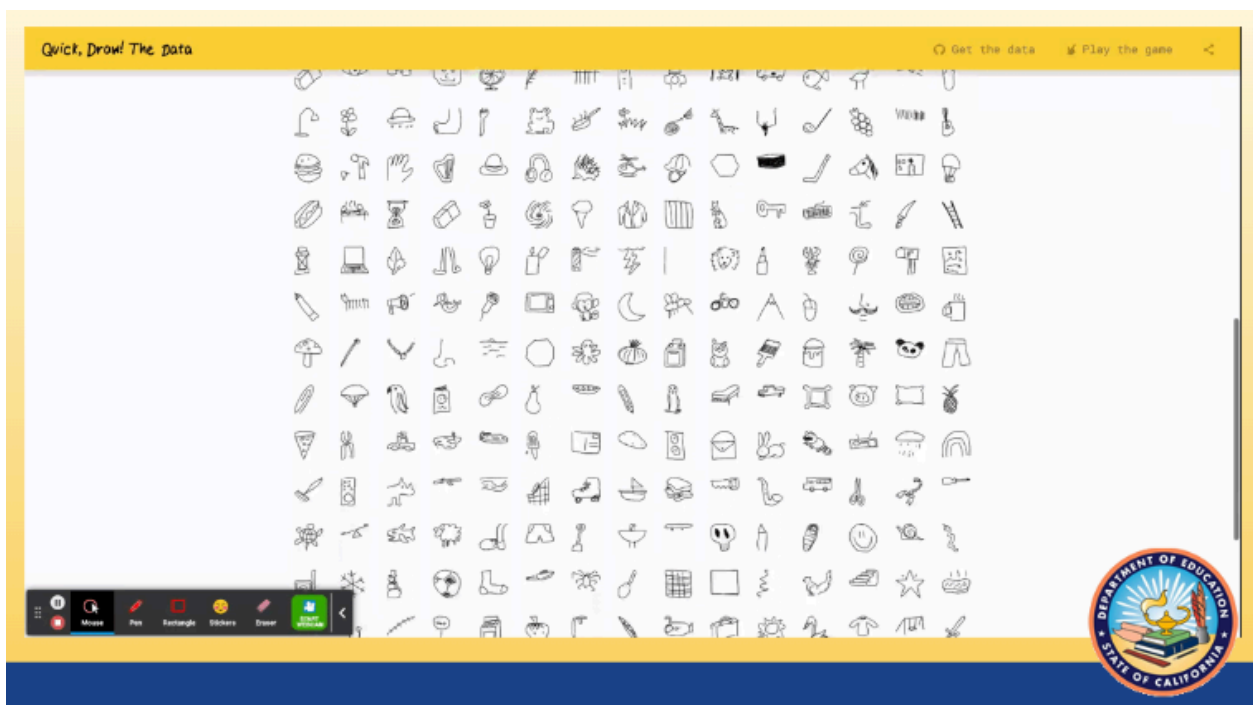 Quick, Draw! The Data
Get the data
Play the game
Mouse
Pen
Rectangle
Stickers
Eraser
START WEBCAM
DEPARTMENT OF EDUCATION
STATE OF CALIFORNIA